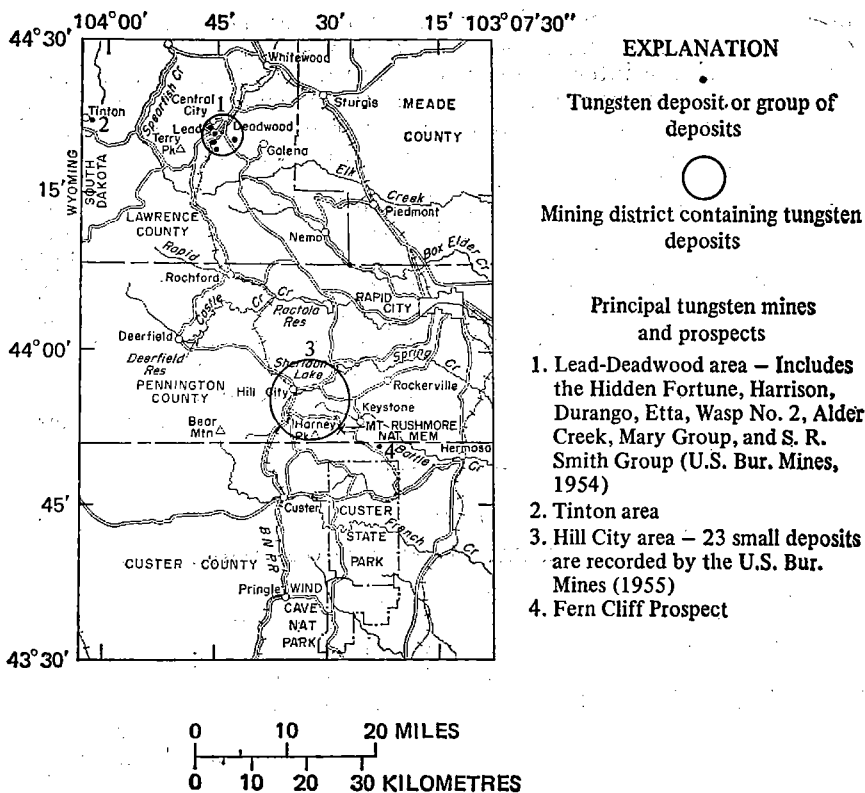 104°00' 45' 30' 15' 103°07'30"
44°30'
Whitewood
Spearfish Cr
Central
City
1
Tinton
2
Sturgis
MEADE
COUNTY
Lead
Deadwood
Terry
Pk
Galena
WYOMING
SOUTH
DAKOTA
15'
Elk
Creek
Piedmont
LAWRENCE
COUNTY
Nemo
Box Elder Cr
Rapid
Rochford
Cr
RAPID
CITY
Castle
Cr
Pactola
Res
Deerfield
44°00'
Deerfield
Res
3
Sheridan
Lake
Spring
Cr
PENNINGTON
COUNTY
Hill
City
Rockerville
Keystone
Bear
Mtn
Harney
Pk
MT RUSHMORE
NAT MEM
4
Battle
Cr
Hermosa
45'
Custer
CUSTER
STATE
PARK
French
Cr
BNRR
CUSTER COUNTY
Pringle
WIND
CAVE
NAT
PARK
43°30'
0 10 20 MILES
0 10 20 30 KILOMETRES
EXPLANATION
Tungsten deposit or group of
deposits
Mining district containing tungsten
deposits
Principal tungsten mines
and prospects
1. Lead-Deadwood area – Includes
the Hidden Fortune, Harrison,
Durango, Etta, Wasp No. 2, Alder
Creek, Mary Group, and S. R.
Smith Group (U.S. Bur. Mines,
1954)
2. Tinton area
3. Hill City area – 23 small deposits
are recorded by the U.S. Bur.
Mines (1955)
4. Fern Cliff Prospect